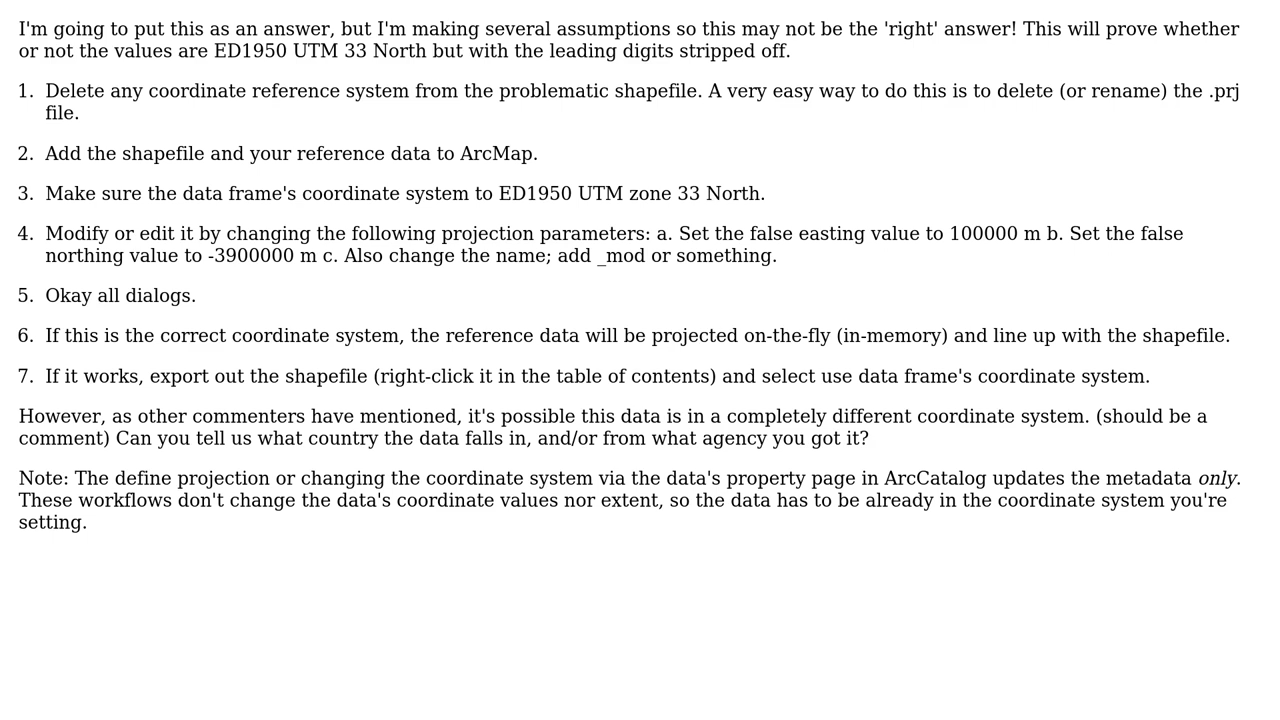 I'm going to put this as an answer, but I'm making several assumptions so this may not be the 'right' answer! This will prove whether
or not the values are ED1950 UTM 33 North but with the leading digits stripped off.
1. Delete any coordinate reference system from the problematic shapefile. A very easy way to do this is to delete (or rename) the .prj
file.
2. Add the shapefile and your reference data to ArcMap.
3. Make sure the data frame's coordinate system to ED1950 UTM zone 33 North.
4. Modify or edit it by changing the following projection parameters: a. Set the false easting value to 100000 m b. Set the false
northing value to -3900000 m c. Also change the name; add _mod or something.
5. Okay all dialogs.
6. If this is the correct coordinate system, the reference data will be projected on-the-fly (in-memory) and line up with the shapefile.
7. If it works, export out the shapefile (right-click it in the table of contents) and select use data frame's coordinate system.
However, as other commenters have mentioned, it's possible this data is in a completely different coordinate system. (should be a
comment) Can you tell us what country the data falls in, and/or from what agency you got it?
Note: The define projection or changing the coordinate system via the data's property page in ArcCatalog updates the metadata only.
These workflows don't change the data's coordinate values nor extent, so the data has to be already in the coordinate system you're
setting.